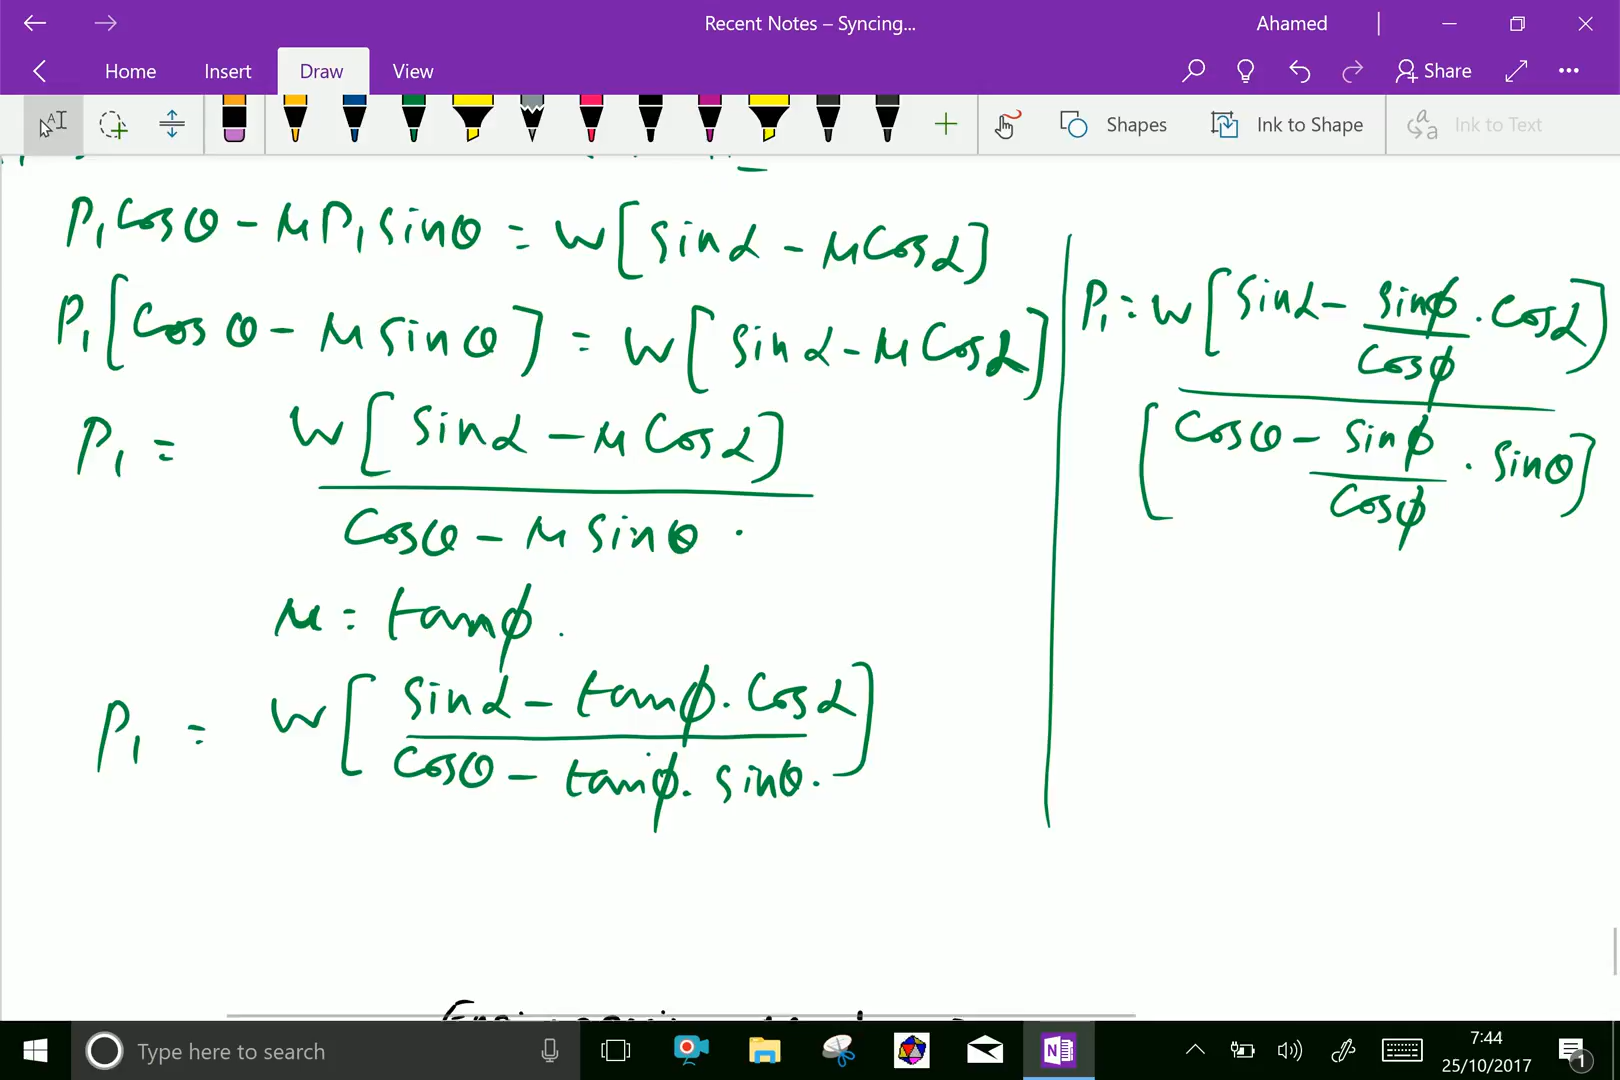 Recent Notes – Syncing...
Ahamed
Home
Insert
Draw
View
Share
Shapes
Ink to Shape
Ink to Text
P₁cosθ - μP₁sinθ = W[sinα - μcosα]
P₁[cosθ - μsinθ] = W[sinα - μcosα]
P₁ = W[sinα - μcosα]
cosθ - μsinθ.
μ = tanφ.
P₁ = W[sinα - tanφ.cosα]
cosθ - tanφ.sinθ.
P₁ = W[sinα - sinφ/cosφ . cosα]
[cosθ - sinφ/cosφ . sinθ]
Type here to search
7:44
25/10/2017
1